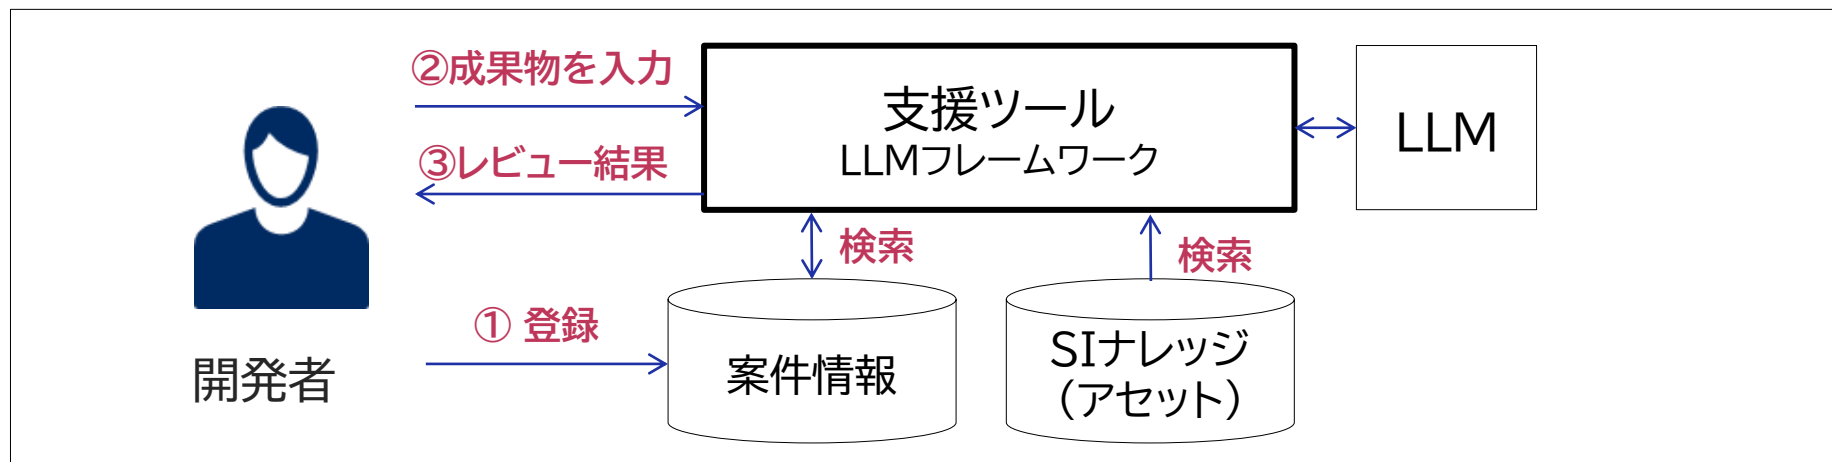 ②成果物を入力
支援ツール
LLMフレームワーク
LLM
③レビュー結果
検索
検索
① 登録
案件情報
SIナレッジ
(アセット)
開発者